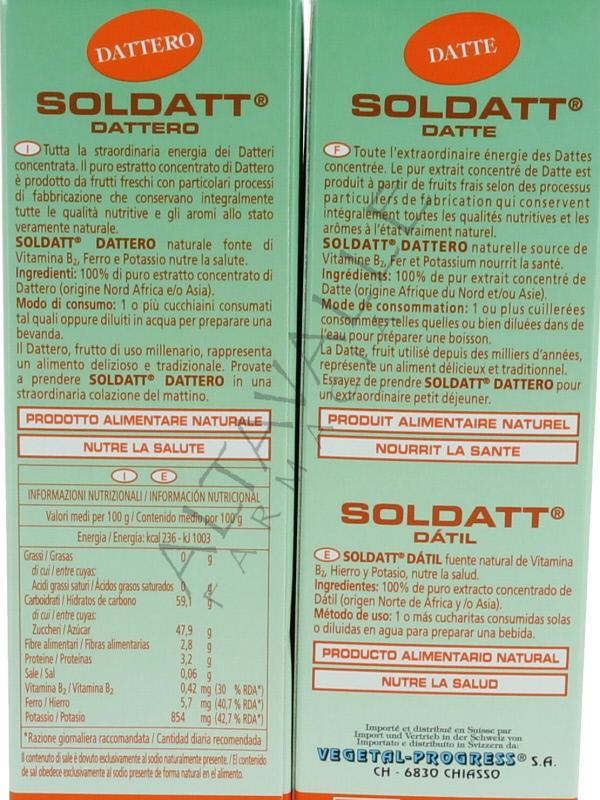 DATTERO
SOLDATT®
DATTERO
I Tutta la straordinaria energia dei Datteri
concentrata. Il puro estratto concentrato di Dattero
è prodotto da frutti freschi con particolari processi
di fabbricazione che conservano integralmente
tutte le qualità nutritive e gli aromi allo stato
veramente naturale.
SOLDATT® DATTERO naturale fonte di
Vitamina B2, Ferro e Potassio nutre la salute.
Ingredienti: 100% di puro estratto concentrato di
Dattero (origine Nord Africa e/o Asia).
Modo di consumo: 1 o più cucchiaini consumati
tal quali oppure diluiti in acqua per preparare una
bevanda.
Il Dattero, frutto di uso millenario, rappresenta
un alimento delizioso e tradizionale. Provate
a prendere SOLDATT® DATTERO in una
straordinaria colazione del mattino.
PRODOTTO ALIMENTARE NATURALE
NUTRE LA SALUTE
I E
INFORMAZIONI NUTRIZIONALI / INFORMACIÓN NUTRICIONAL
Valori medi per 100 g / Contenido medio por 100 g
Energia / Energía: kcal 236 - kJ 1003
Grassi / Grasas 0 g
di cui / entre cuyas:
Acidi grassi saturi / Ácidos grasos saturados 0 g
Carboidrati / Hidratos de carbono 59,1 g
di cui / entre cuyas:
Zuccheri / Azúcar 47,9 g
Fibre alimentari / Fibras alimentarias 2,8 g
Proteine / Proteínas 3,2 g
Sale / Sal 0,06 g
Vitamina B2 / Vitamina B2 0,42 mg (30 % RDA*)
Ferro / Hierro 5,7 mg (40,7 % RDA*)
Potassio / Potasio 854 mg (42,7 % RDA*)
*Razione giornaliera raccomandata / Cantidad diaria recomendada
Il contenuto di sale è dovuto esclusivamente al sodio naturalmente presente. / El contenido
de sal obedece exclusivamente al sodio presente de forma natural en el alimento.
DATTE
SOLDATT®
DATTE
F Toute l'extraordinaire énergie des Dattes
concentrée. Le pur extrait concentré de Datte est
produit à partir de fruits frais selon des processus
particuliers de fabrication qui conservent
intégralement toutes les qualités nutritives et les
arômes à l'état vraiment naturel.
SOLDATT® DATTERO naturelle source de
Vitamine B2, Fer et Potassium nourrit la santé.
Ingrédients: 100% de pur extrait concentré de
Datte (origine Afrique du Nord et/ou Asie).
Mode de consommation: 1 ou plus cuillerées
consommées telles quelles ou bien diluées dans de
l'eau pour préparer une boisson.
La Datte, fruit utilisé depuis des milliers d'années,
représente un aliment délicieux et traditionnel.
Essayez de prendre SOLDATT® DATTERO pour
un extraordinaire petit déjeuner.
PRODUIT ALIMENTAIRE NATUREL
NOURRIT LA SANTE
SOLDATT®
DÁTIL
E SOLDATT® DÁTIL fuente natural de Vitamina
B2, Hierro y Potasio, nutre la salud.
Ingredientes: 100% de puro extracto concentrado de
Dátil (origen Norte de África y /o Asia).
Método de uso: 1 o más cucharitas consumidas solas
o diluidas en agua para preparar una bebida.
PRODUCTO ALIMENTARIO NATURAL
NUTRE LA SALUD
Importé et distribué en Suisse par
Import und Vertrieb in der Schweiz von
Importato e distribuito in Svizzera da:
VEGETAL-PROGRESS® S.A.
CH - 6830 CHIASSO
ALTAVALLE
FARMACIA